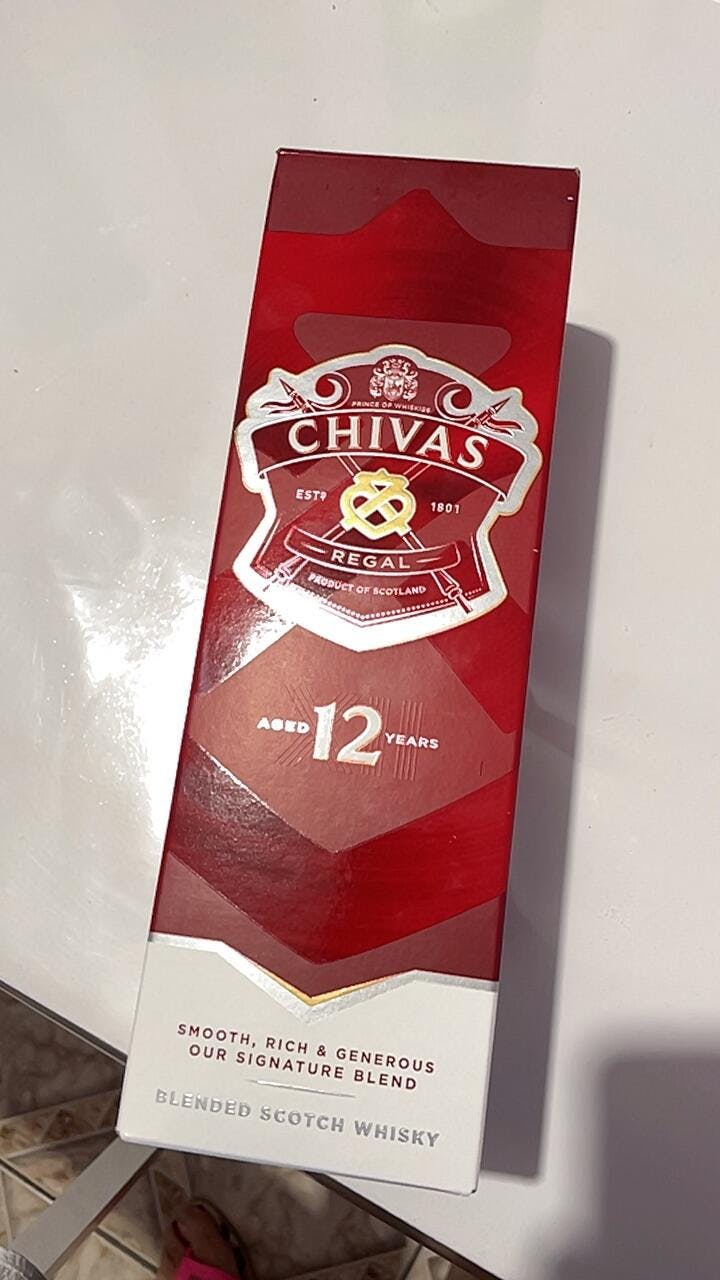 PRINCE OF WHISKIES
CHIVAS
ESTD 1801
REGAL
PRODUCT OF SCOTLAND
AGED 12 YEARS
SMOOTH, RICH & GENEROUS
OUR SIGNATURE BLEND
BLENDED SCOTCH WHISKY